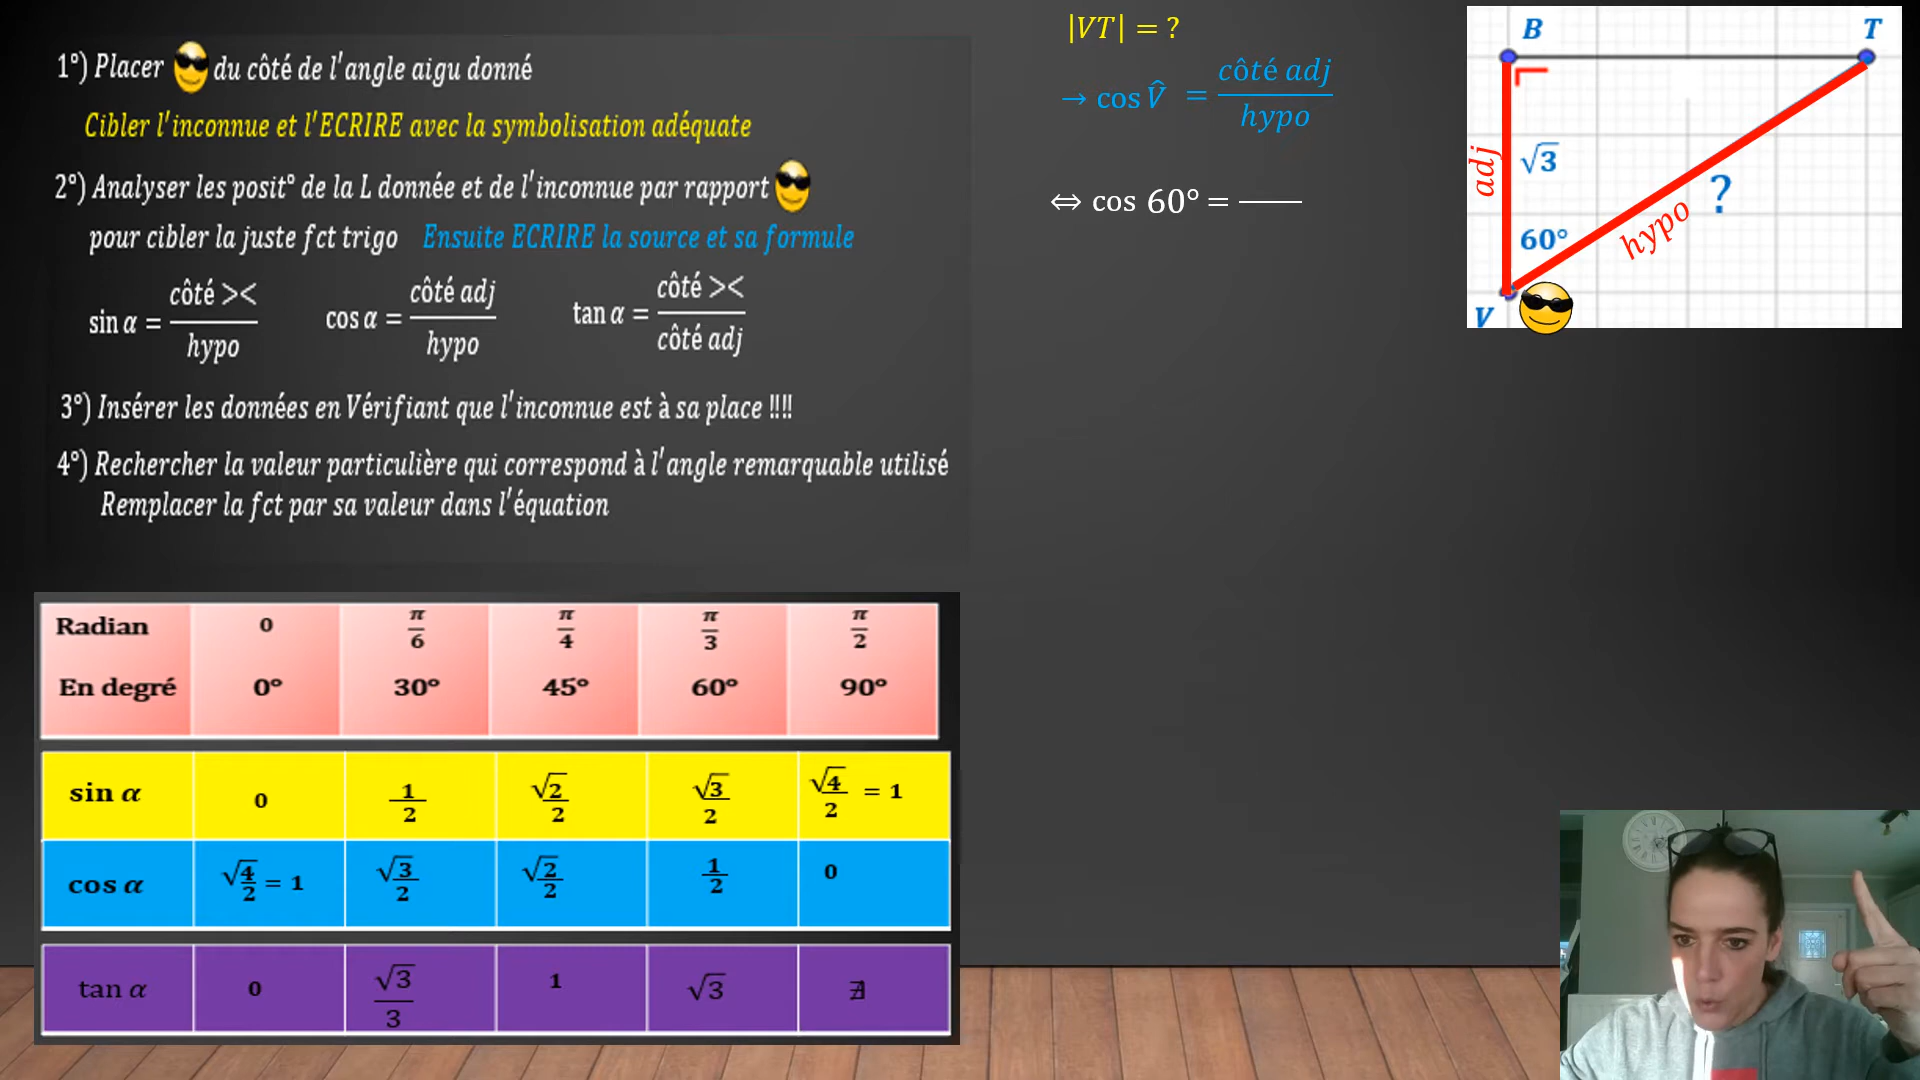 1°) Placer 😎 du côté de l'angle aigu donné
Cibler l'inconnue et l'ECRIRE avec la symbolisation adéquate
2°) Analyser les posit° de la L donnée et de l'inconnue par rapport 😎
pour cibler la juste fct trigo Ensuite ECRIRE la source et sa formule
sin α = côté >< / hypo cos α = côté adj / hypo tan α = côté >< / côté adj
3°) Insérer les données en Vérifiant que l'inconnue est à sa place !!!!
4°) Rechercher la valeur particulière qui correspond à l'angle remarquable utilisé
Remplacer la fct par sa valeur dans l'équation
Radian 0 π/6 π/4 π/3 π/2
En degré 0° 30° 45° 60° 90°
sin α 0 1/2 √2/2 √3/2 √4/2 = 1
cos α √4/2 = 1 √3/2 √2/2 1/2 0
tan α 0 √3/3 1 √3 ∄
|VT| = ?
→ cos V̂ = côté adj / hypo
⇔ cos 60° = —
B T
adj √3
?
hypo
60°
V